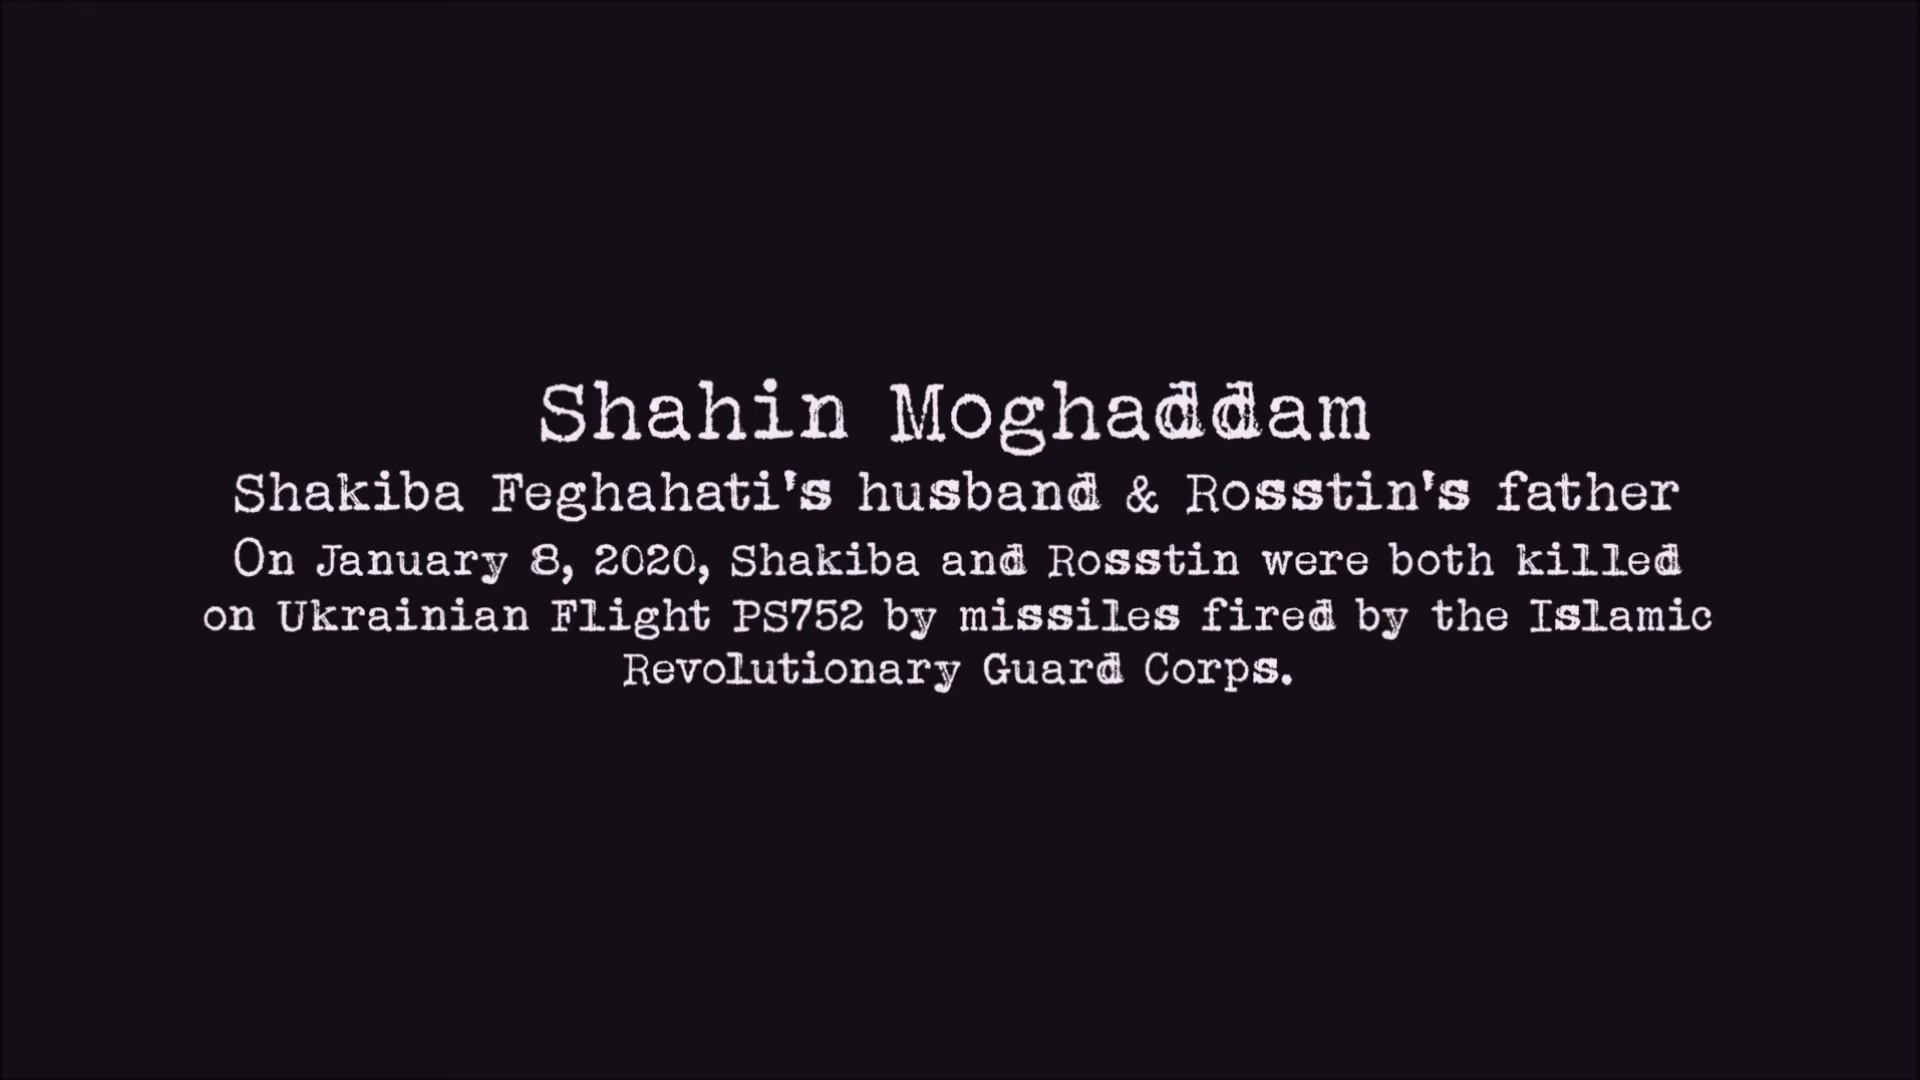 Shahin Moghaddam
Shakiba Feghahati's husband & Rosstin's father
On January 8, 2020, Shakiba and Rosstin were both killed
on Ukrainian Flight PS752 by missiles fired by the Islamic
Revolutionary Guard Corps.